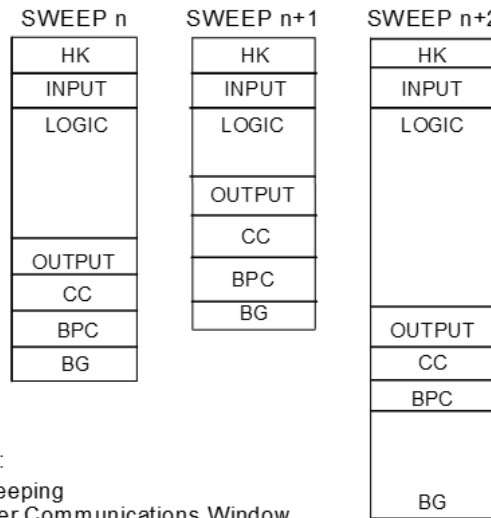 SWEEP n
HK
INPUT
LOGIC
OUTPUT
CC
BPC
BG
SWEEP n+1
HK
INPUT
LOGIC
OUTPUT
CC
BPC
BG
SWEEP n+2
HK
INPUT
LOGIC
OUTPUT
CC
BPC
BG
:
eeping
er Communications Window